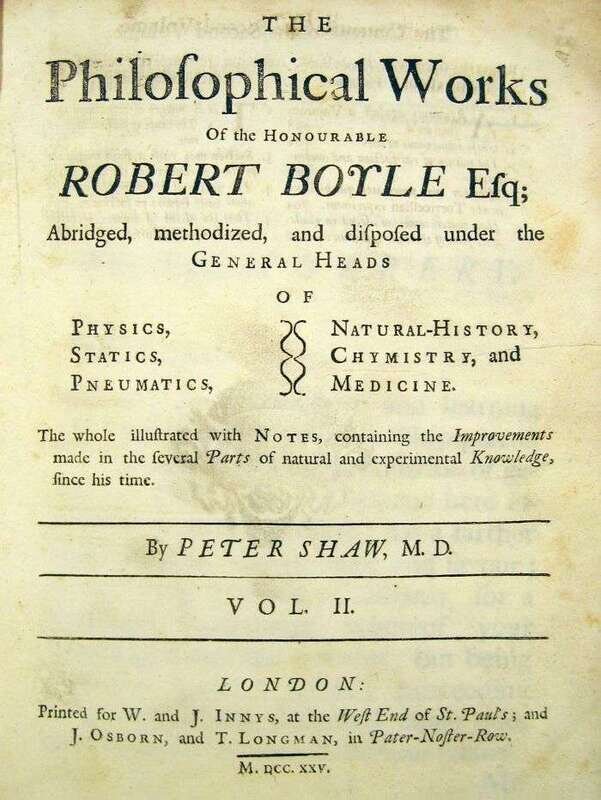 THE
Philoſophical Works
Of the HONOURABLE
ROBERT BOYLE Eſq;
Abridged, methodized, and diſpoſed under the
GENERAL HEADS
OF
PHYSICS, NATURAL-HISTORY,
STATICS, CHYMISTRY, and
PNEUMATICS, MEDICINE.
The whole illuſtrated with NOTES, containing the Improvements
made in the ſeveral Parts of natural and experimental Knowledge,
ſince his time.
By PETER SHAW, M. D.
VOL. II.
LONDON:
Printed for W. and J. INNYS, at the Weſt End of St. Paul's; and
J. OSBORN, and T. LONGMAN, in Pater-Noſter-Row.
M. DCC. XXV.